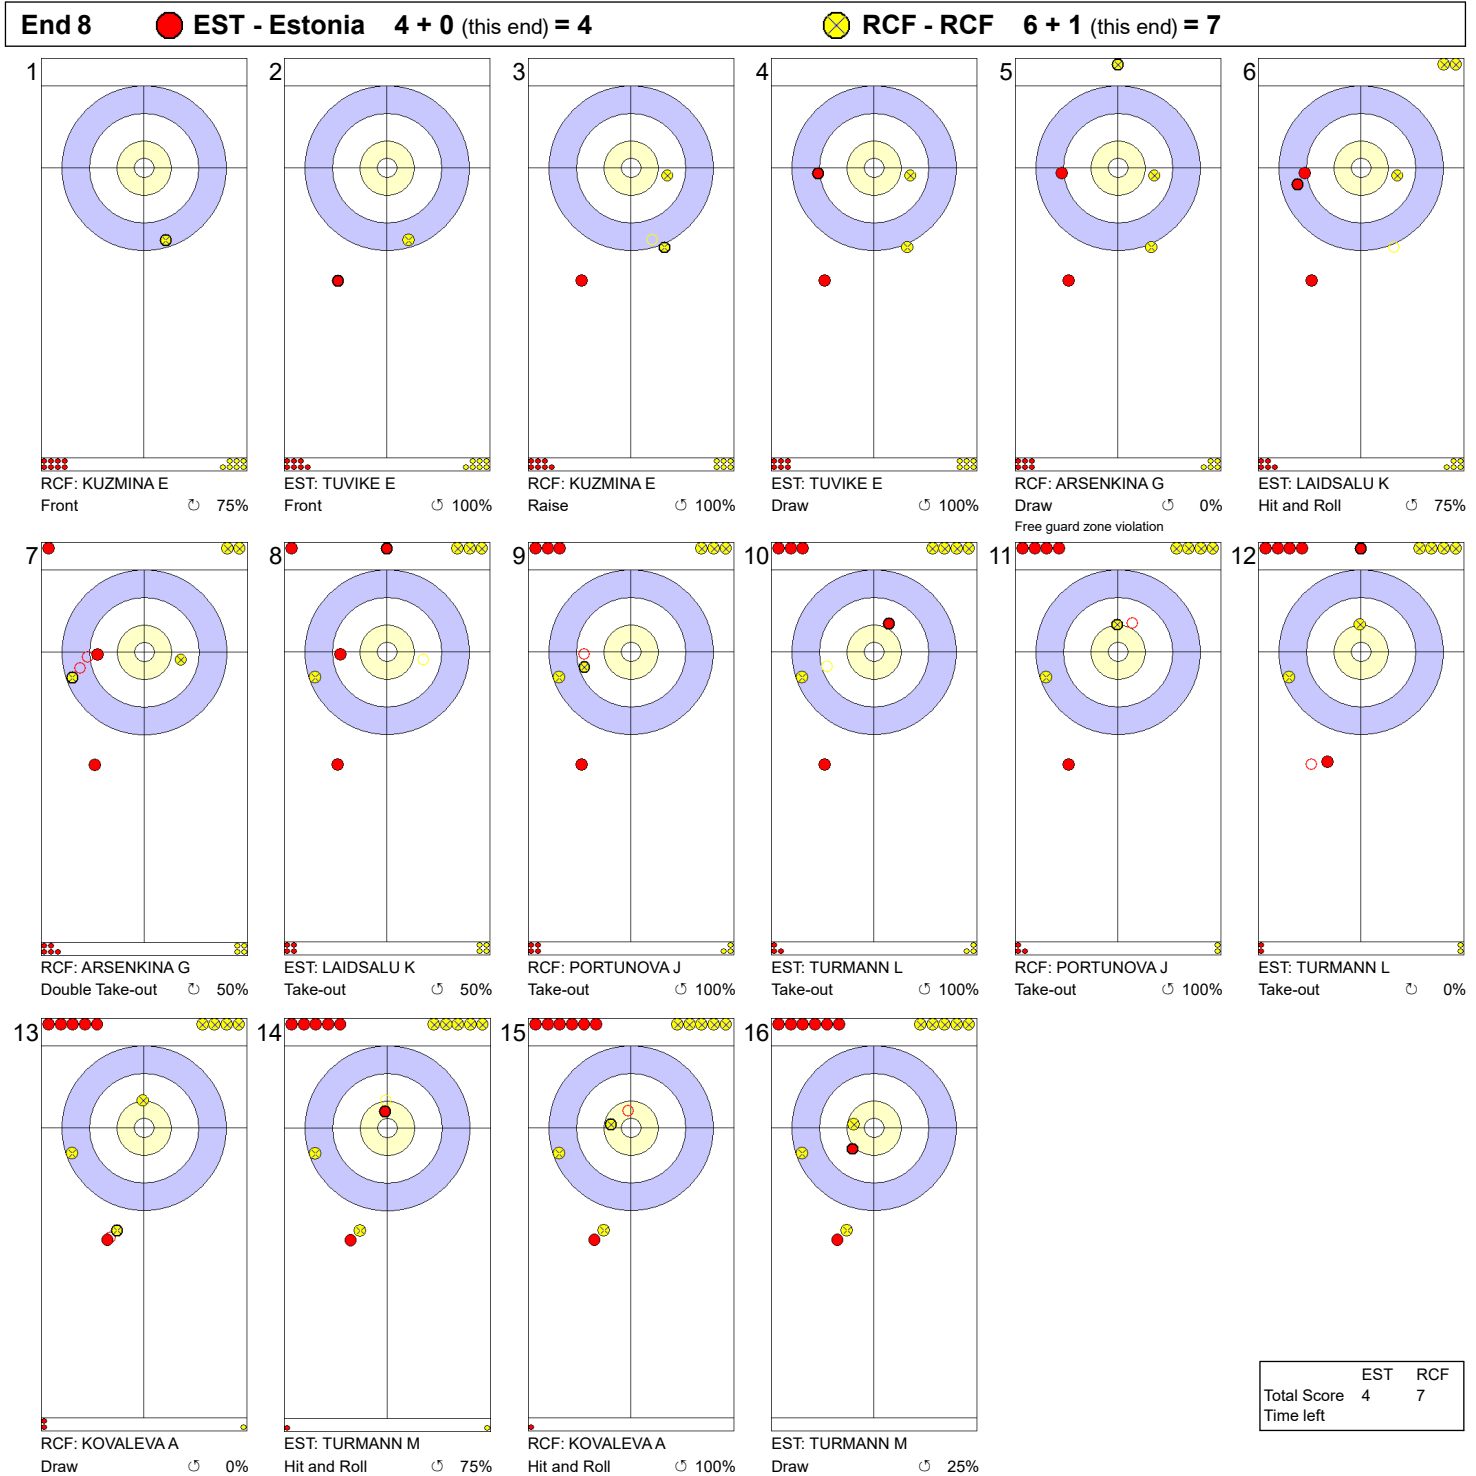 End 8 EST - Estonia 4 + 0 (this end) = 4 RCF - RCF 6 + 1 (this end) = 7
1 2 3 4 5 6
RCF: KUZMINA E EST: TUVIKE E RCF: KUZMINA E EST: TUVIKE E RCF: ARSENKINA G EST: LAIDSALU K
Front 75% Front 100% Raise 100% Draw 100% Draw 0% Hit and Roll 75%
Free guard zone violation
7 8 9 10 11 12
RCF: ARSENKINA G EST: LAIDSALU K RCF: PORTUNOVA J EST: TURMANN L RCF: PORTUNOVA J EST: TURMANN L
Double Take-out 50% Take-out 50% Take-out 100% Take-out 100% Take-out 100% Take-out 0%
13 14 15 16
RCF: KOVALEVA A EST: TURMANN M RCF: KOVALEVA A EST: TURMANN M
Draw 0% Hit and Roll 75% Hit and Roll 100% Draw 25%
EST RCF
Total Score 4 7
Time left